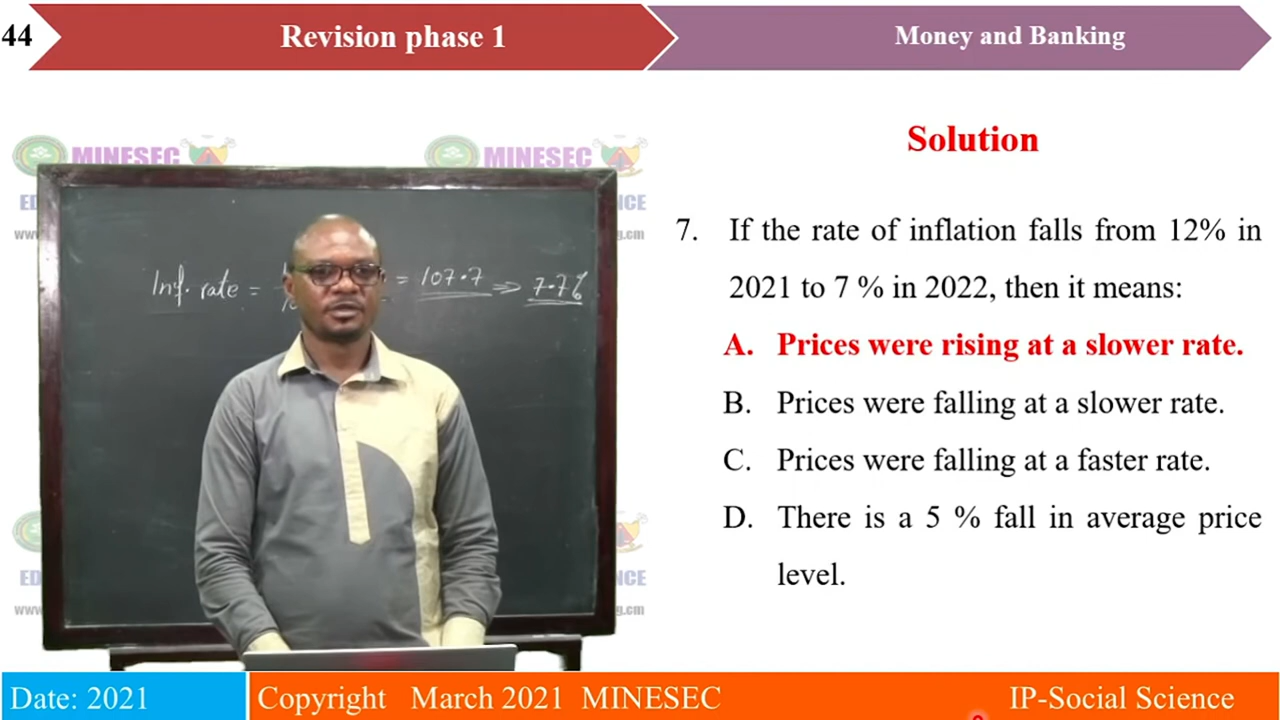 44
Revision phase 1
Money and Banking
MINESEC
MINESEC
Inf. rate = = 107.7 ⇒ 7.7%
Solution
7. If the rate of inflation falls from 12% in
2021 to 7 % in 2022, then it means:
A. Prices were rising at a slower rate.
B. Prices were falling at a slower rate.
C. Prices were falling at a faster rate.
D. There is a 5 % fall in average price
level.
Date: 2021
Copyright March 2021 MINESEC
IP-Social Science